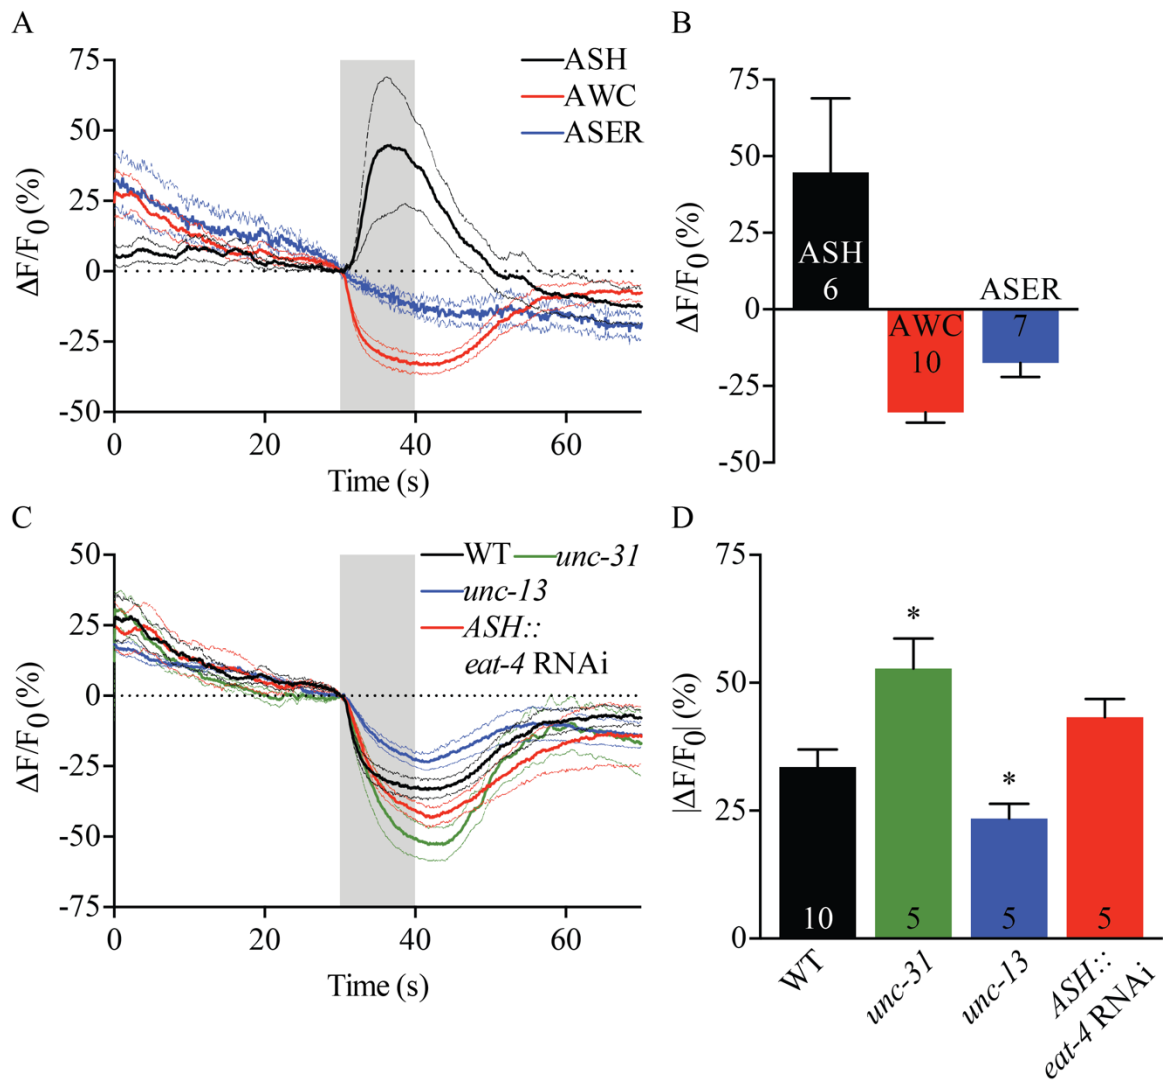 A
75
50
25
0
-25
-50
ΔF/F0 (%)
0
20
40
60
Time (s)
ASH
AWC
ASER
B
75
50
25
0
-25
-50
ΔF/F0 (%)
ASH
6
AWC
10
ASER
7
C
50
25
0
-25
-50
-75
ΔF/F0 (%)
0
20
40
60
Time (s)
WT unc-31
unc-13
ASH::
eat-4 RNAi
D
75
50
25
0
|ΔF/F0| (%)
*
*
10
5
5
5
WT
unc-31
unc-13
ASH::
eat-4 RNAi